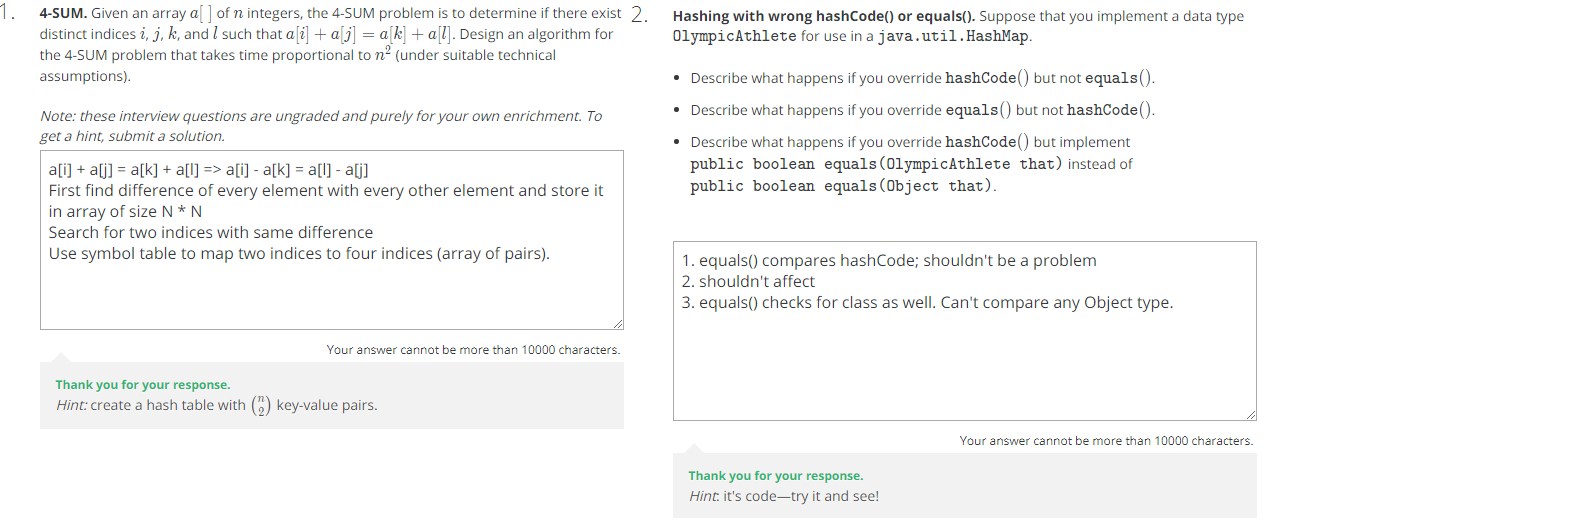 1.
4-SUM. Given an array a[ ] of n integers, the 4-SUM problem is to determine if there exist
distinct indices i, j, k, and l such that a[i] + a[j] = a[k] + a[l]. Design an algorithm for
the 4-SUM problem that takes time proportional to n² (under suitable technical
assumptions).
Note: these interview questions are ungraded and purely for your own enrichment. To
get a hint, submit a solution.
a[i] + a[j] = a[k] + a[l] => a[i] - a[k] = a[l] - a[j]
First find difference of every element with every other element and store it
in array of size N * N
Search for two indices with same difference
Use symbol table to map two indices to four indices (array of pairs).
Your answer cannot be more than 10000 characters.
Thank you for your response.
Hint: create a hash table with (n 2) key-value pairs.
2.
Hashing with wrong hashCode() or equals(). Suppose that you implement a data type
OlympicAthlete for use in a java.util.HashMap.
• Describe what happens if you override hashCode() but not equals().
• Describe what happens if you override equals() but not hashCode().
• Describe what happens if you override hashCode() but implement
public boolean equals(OlympicAthlete that) instead of
public boolean equals(Object that).
1. equals() compares hashCode; shouldn't be a problem
2. shouldn't affect
3. equals() checks for class as well. Can't compare any Object type.
Your answer cannot be more than 10000 characters.
Thank you for your response.
Hint: it's code—try it and see!